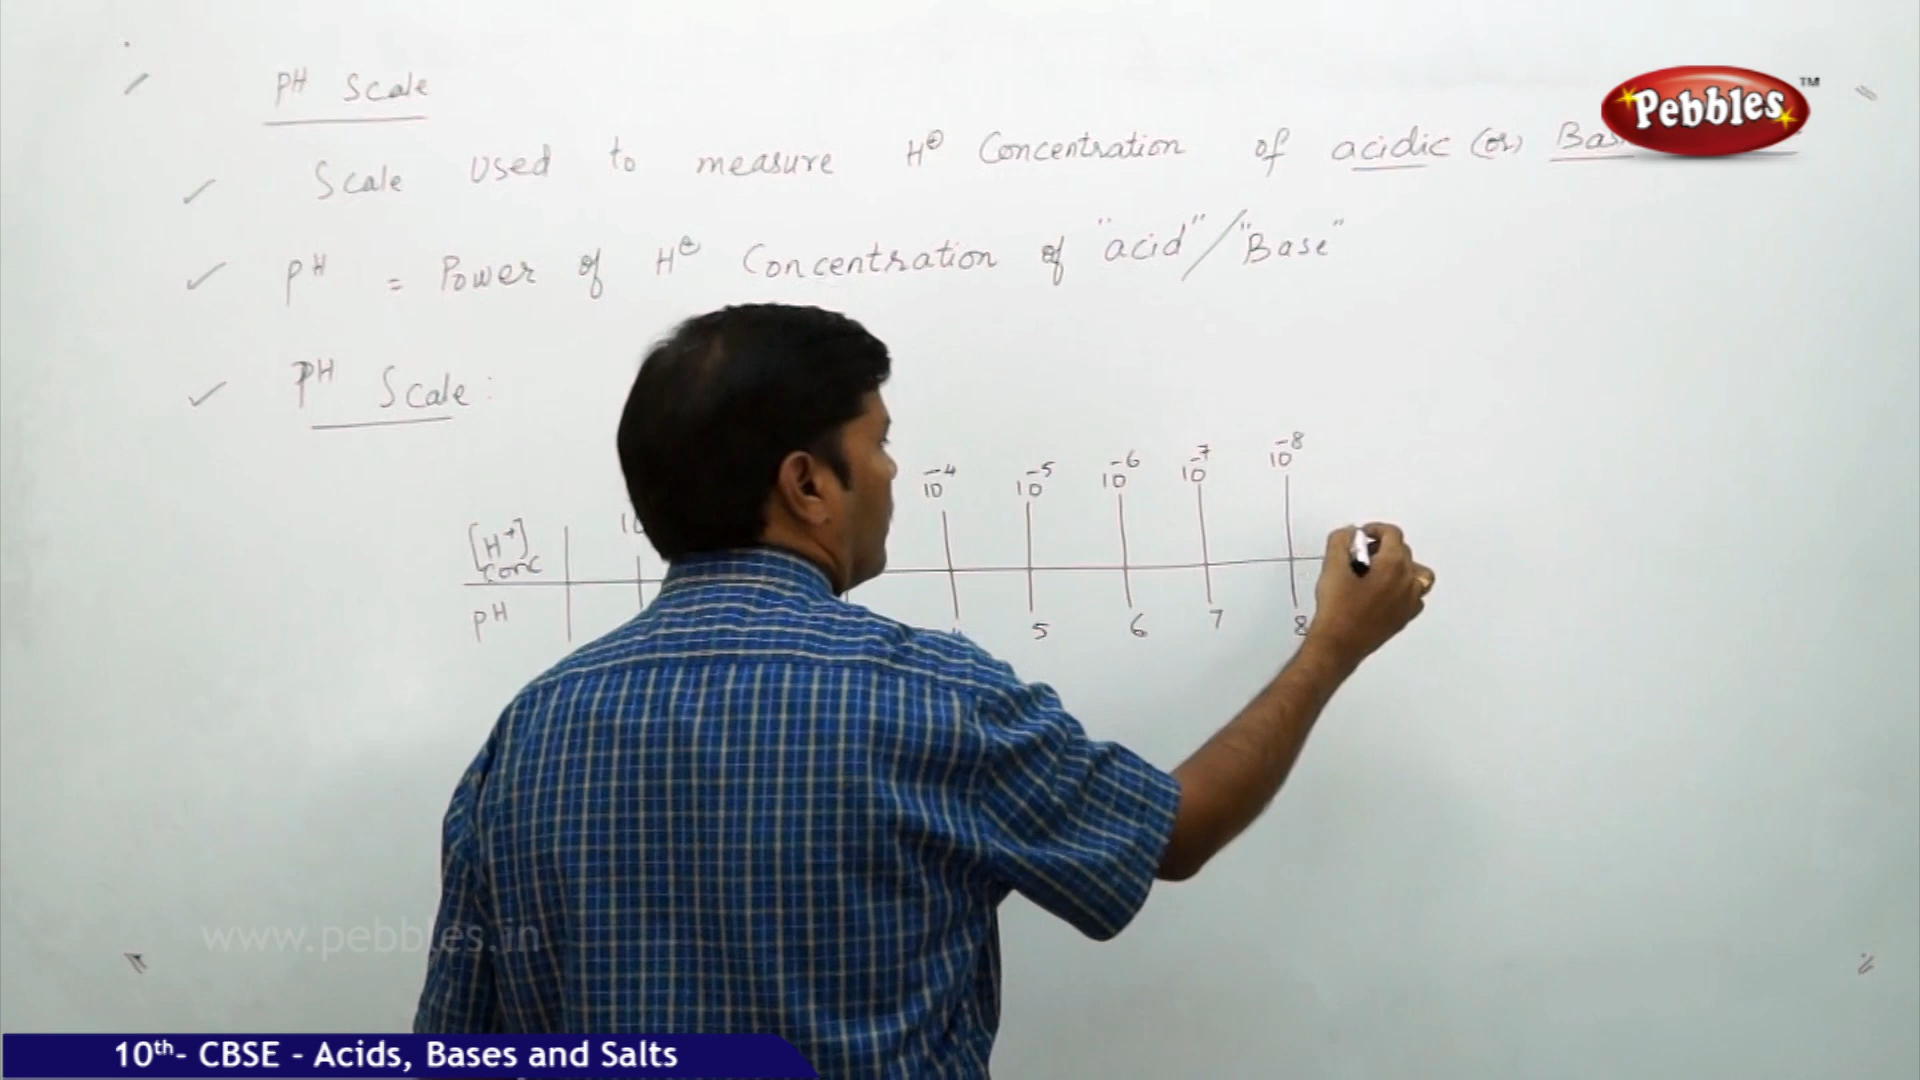 PH Scale
Pebbles™
Scale used to measure H⊕ Concentration of acidic (or)
PH = Power of H⊕ Concentration of "acid"/"Base"
PH Scale:
10⁻⁴ 10⁻⁵ 10⁻⁶ 10⁻⁷ 10⁻⁸
[H⁺]
Conc
PH 5 6 7 8
www.pebbles.in
10th- CBSE - Acids, Bases and Salts